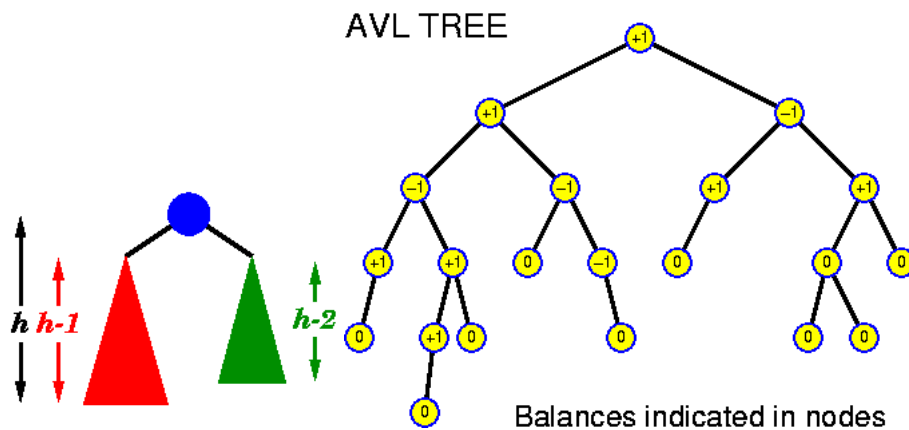 AVL TREE
+1
+1 −1
−1 −1 +1 +1
+1 +1 0 −1 0 0 0
h h-1 h-2
0 +1 0 0 0 0
0
Balances indicated in nodes